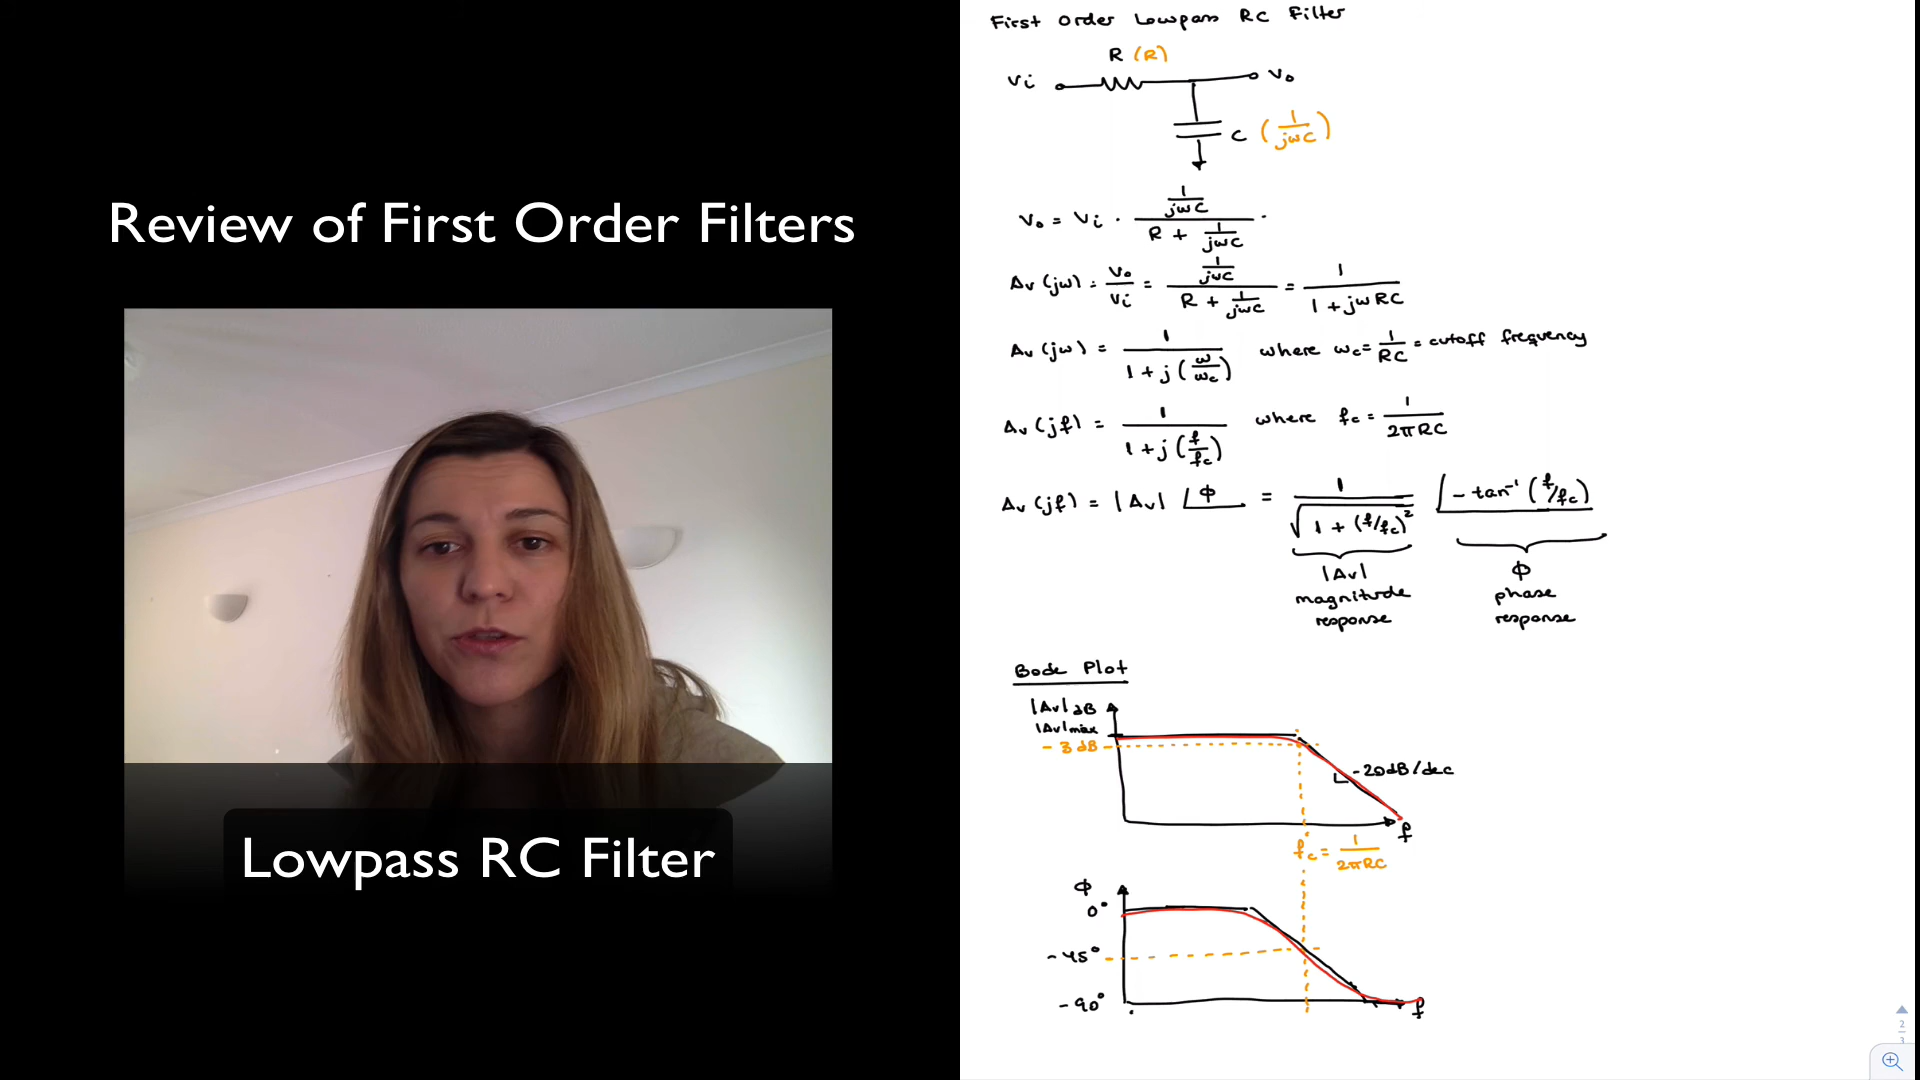 Review of First Order Filters
Lowpass RC Filter
First Order Lowpass RC Filter
R (R)
Vi
Vo
C (1/jωC)
Vo = Vi · (1/jωC) / (R + 1/jωC) ·
Av(jω) = Vo/Vi = (1/jωC) / (R + 1/jωC) = 1 / (1 + jωRC)
Av(jω) = 1 / (1 + j(ω/ωc)) where ωc = 1/RC = cutoff frequency
Av(jf) = 1 / (1 + j(f/fc)) where fc = 1/2πRC
Av(jf) = |Av| ∠Φ = 1 / √(1 + (f/fc)²) ∠-tan⁻¹(f/fc)
|Av| Φ
magnitude phase
response response
Bode Plot
|Av|dB
|Av|max
-3dB
-20dB/dec
f
fc = 1/2πRC
Φ
0°
-45°
-90°
f
2
3